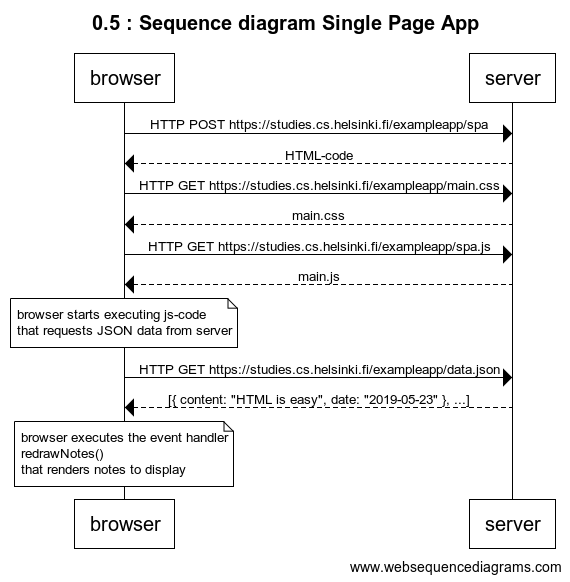 0.5 : Sequence diagram Single Page App
browser
server
HTTP POST https://studies.cs.helsinki.fi/exampleapp/spa
HTML-code
HTTP GET https://studies.cs.helsinki.fi/exampleapp/main.css
main.css
HTTP GET https://studies.cs.helsinki.fi/exampleapp/spa.js
main.js
browser starts executing js-code
that requests JSON data from server
HTTP GET https://studies.cs.helsinki.fi/exampleapp/data.json
[{ content: "HTML is easy", date: "2019-05-23" }, ...]
browser executes the event handler
redrawNotes()
that renders notes to display
browser
server
www.websequencediagrams.com